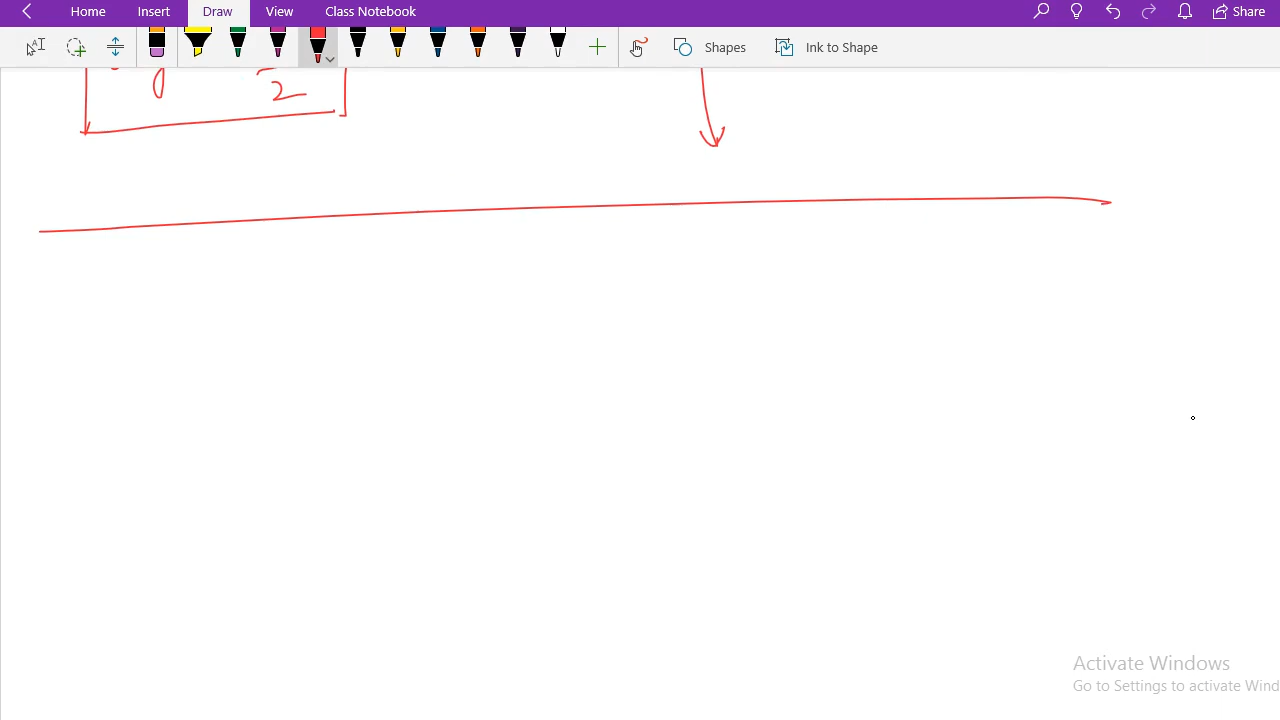 Home Insert Draw View Class Notebook Share
Shapes Ink to Shape
2
Activate Windows
Go to Settings to activate Wind